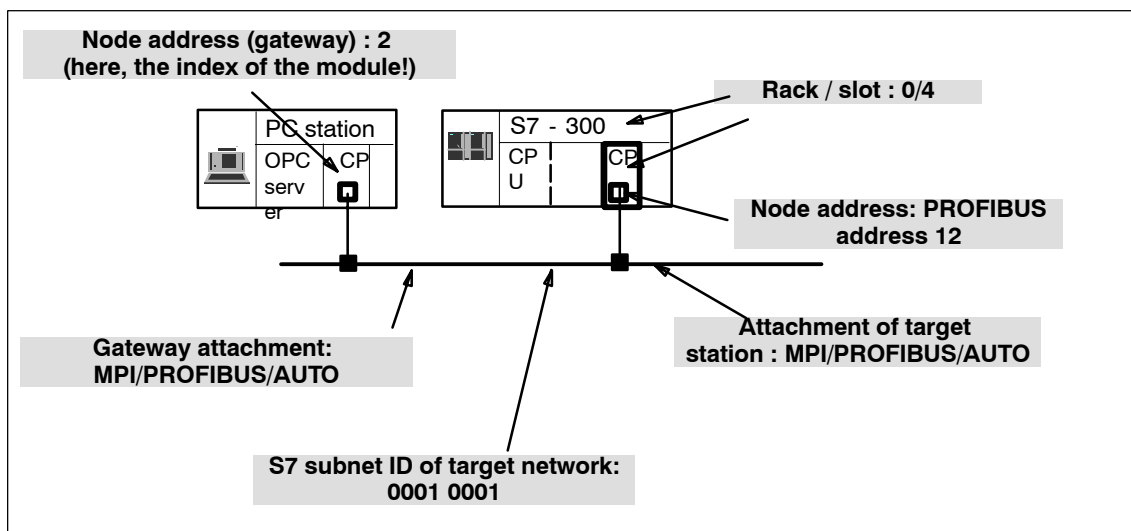 Node address (gateway) : 2
(here, the index of the module!)
Rack / slot : 0/4
PC station
OPC
serv
er
CP
S7 - 300
CP
U
CP
Node address: PROFIBUS
address 12
Gateway attachment:
MPI/PROFIBUS/AUTO
Attachment of target
station : MPI/PROFIBUS/AUTO
S7 subnet ID of target network:
0001 0001